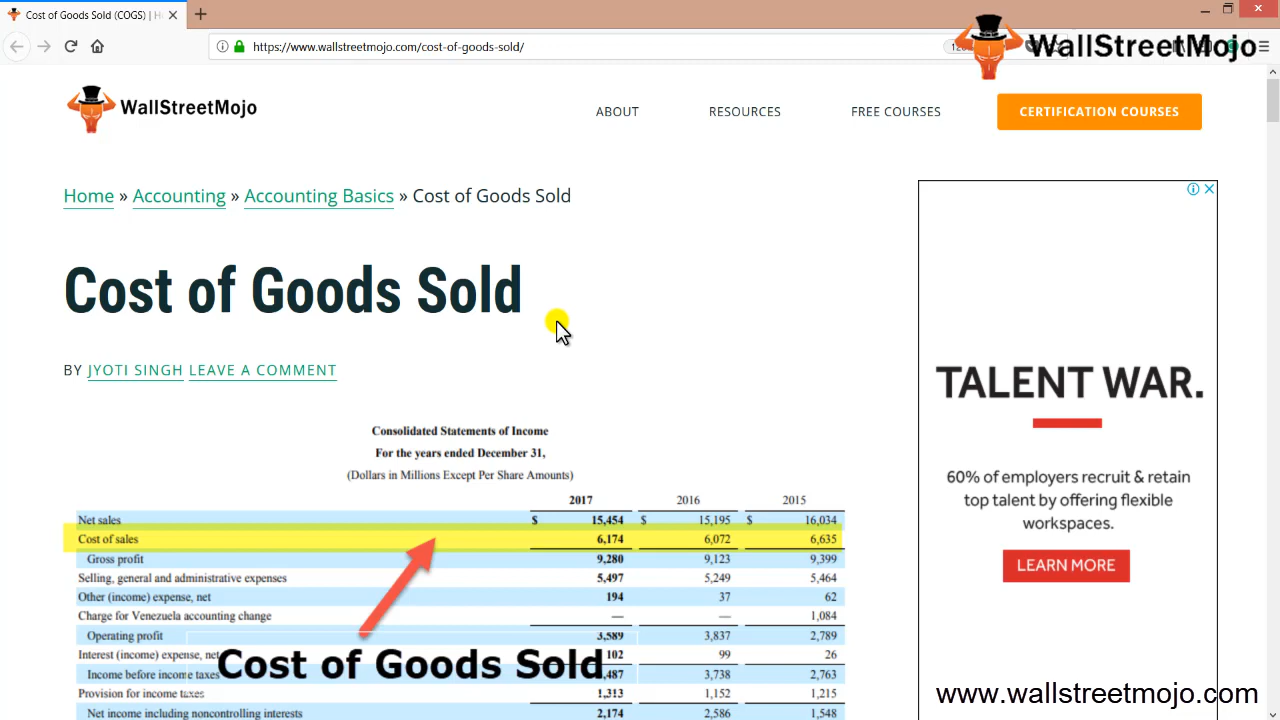 Cost of Goods Sold (COGS) | H
https://www.wallstreetmojo.com/cost-of-goods-sold/
WallStreetMojo
WallStreetMojo
ABOUT RESOURCES FREE COURSES CERTIFICATION COURSES
Home » Accounting » Accounting Basics » Cost of Goods Sold
Cost of Goods Sold
BY JYOTI SINGH LEAVE A COMMENT
Consolidated Statements of Income
For the years ended December 31,
(Dollars in Millions Except Per Share Amounts)
2017 2016 2015
Net sales $ 15,454 $ 15,195 $ 16,034
Cost of sales 6,174 6,072 6,635
Gross profit 9,280 9,123 9,399
Selling, general and administrative expenses 5,497 5,249 5,464
Other (income) expense, net 194 37 62
Charge for Venezuela accounting change — — 1,084
Operating profit 3,589 3,837 2,789
Interest (income) expense, net 102 99 26
Cost of Goods Sold
Income before income taxes ,487 3,738 2,763
Provision for income taxes 1,313 1,152 1,215
Net income including noncontrolling interests 2,174 2,586 1,548
TALENT WAR.
60% of employers recruit & retain
top talent by offering flexible
workspaces.
LEARN MORE
www.wallstreetmojo.com